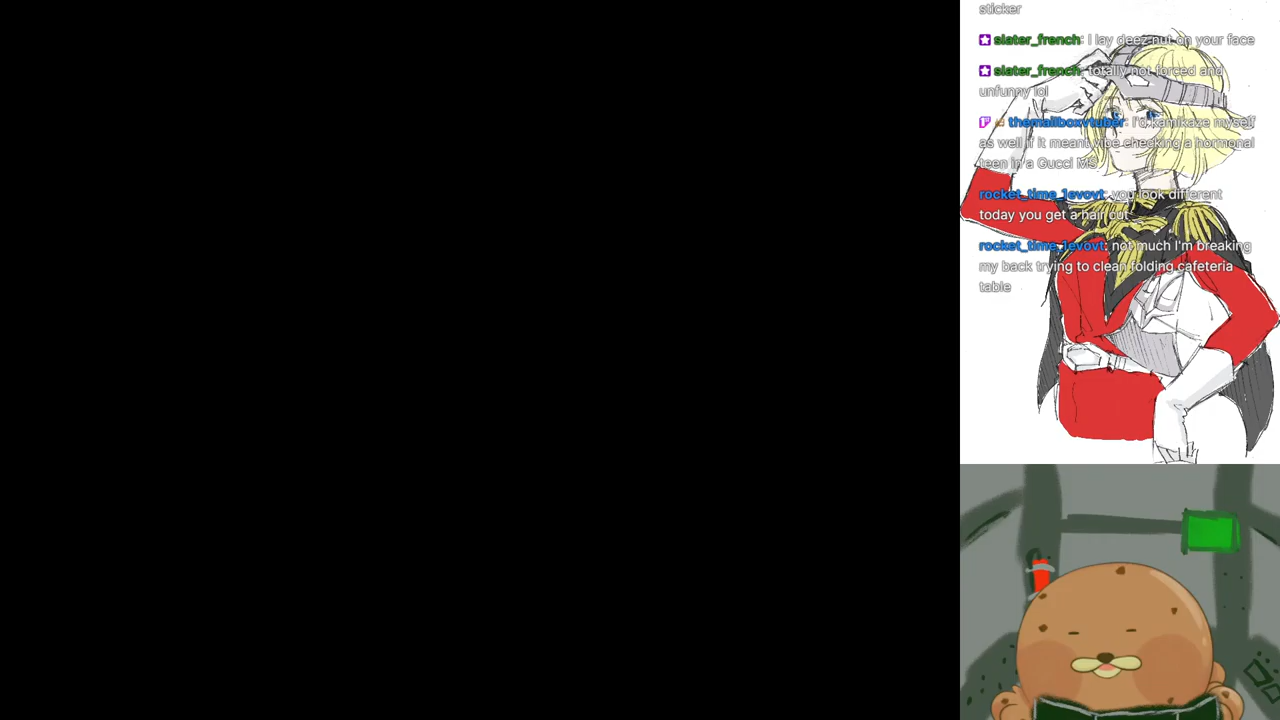 sticker
slater_french: I lay deez nut on your face
slater_french: totally not forced and
unfunny lol
themailboxvtuber: I'd kamikaze myself
as well if it meant vibe checking a hormonal
teen in a Gucci MS
rocket_time_1evovt: you look different
today you get a hair cut
rocket_time_1evovt: not much I'm breaking
my back trying to clean folding cafeteria
table